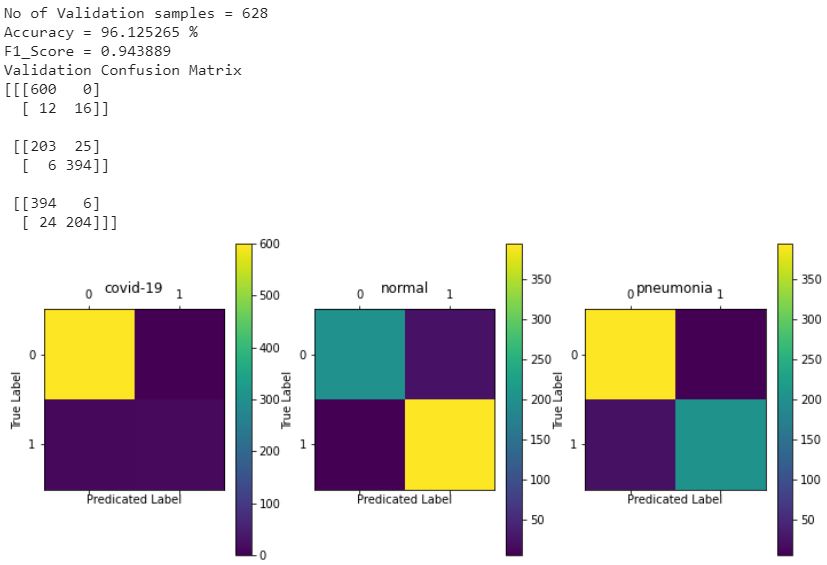 No of Validation samples = 628
Accuracy = 96.125265 %
F1_Score = 0.943889
Validation Confusion Matrix
[[[600   0]
  [ 12  16]]
 [[203  25]
  [  6 394]]
 [[394   6]
  [ 24 204]]]
covid-19
0 1
0
1
True Label
Predicated Label
600
500
400
300
200
100
0
normal
0 1
0
1
True Label
Predicated Label
350
300
250
200
150
100
50
pneumonia
0 1
0
1
True Label
Predicated Label
350
300
250
200
150
100
50